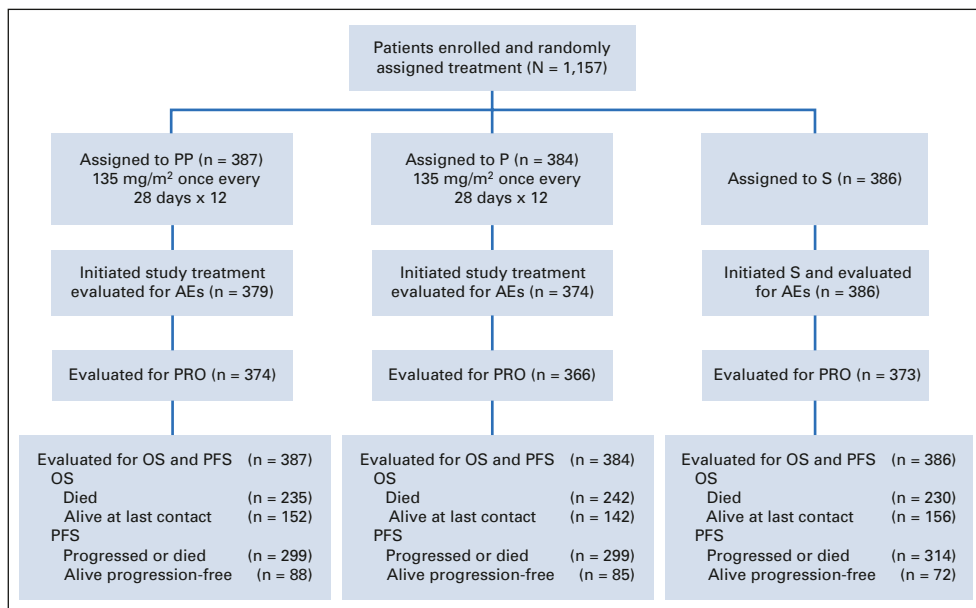 Patients enrolled and randomly
assigned treatment (N = 1,157)
Assigned to PP (n = 387)
135 mg/m² once every
28 days x 12
Assigned to P (n = 384)
135 mg/m² once every
28 days x 12
Assigned to S (n = 386)
Initiated study treatment
evaluated for AEs (n = 379)
Initiated study treatment
evaluated for AEs (n = 374)
Initiated S and evaluated
for AEs (n = 386)
Evaluated for PRO (n = 374)
Evaluated for PRO (n = 366)
Evaluated for PRO (n = 373)
Evaluated for OS and PFS (n = 387)
OS
Died (n = 235)
Alive at last contact (n = 152)
PFS
Progressed or died (n = 299)
Alive progression-free (n = 88)
Evaluated for OS and PFS (n = 384)
OS
Died (n = 242)
Alive at last contact (n = 142)
PFS
Progressed or died (n = 299)
Alive progression-free (n = 85)
Evaluated for OS and PFS (n = 386)
OS
Died (n = 230)
Alive at last contact (n = 156)
PFS
Progressed or died (n = 314)
Alive progression-free (n = 72)